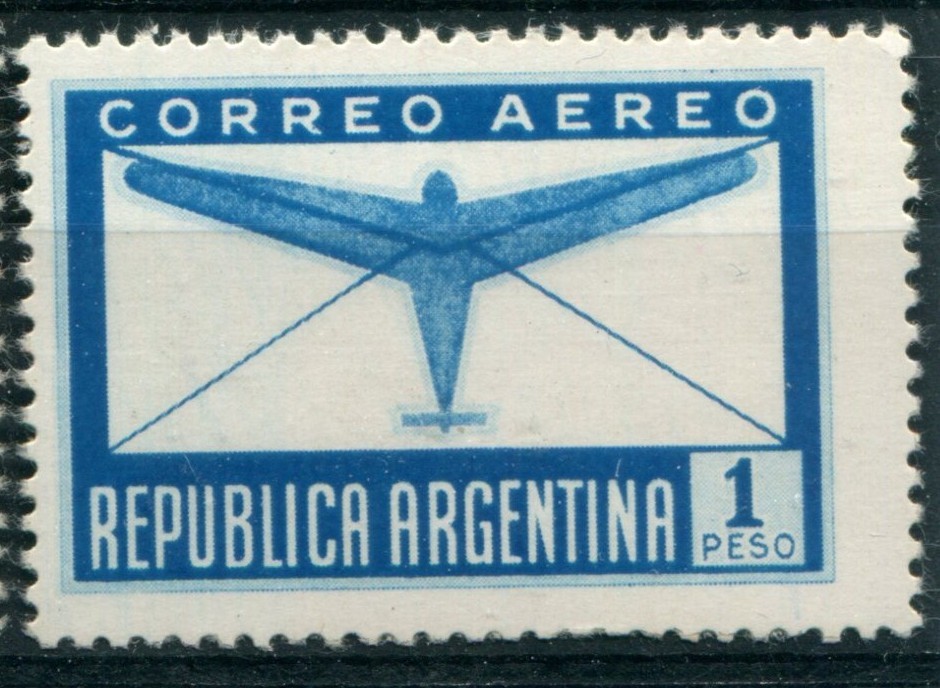 CORREO AEREO
REPUBLICA ARGENTINA
1
PESO